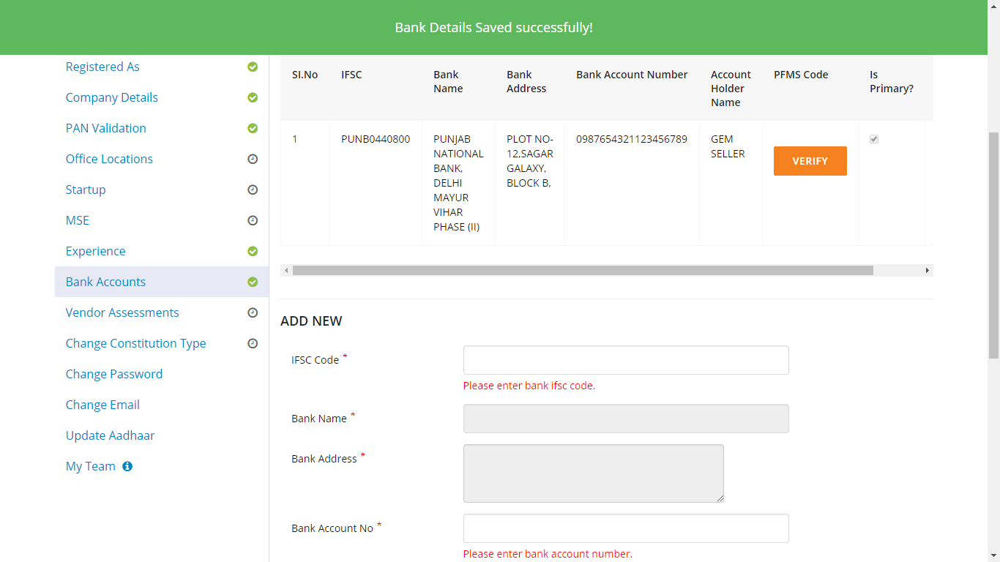 Bank Details Saved successfully!
Registered As
Company Details
PAN Validation
Office Locations
Startup
MSE
Experience
Bank Accounts
Vendor Assessments
Change Constitution Type
Change Password
Change Email
Update Aadhaar
My Team
SI.No
IFSC
Bank
Name
Bank
Address
Bank Account Number
Account
Holder
Name
PFMS Code
Is
Primary?
1
PUNB0440800
PUNJAB
NATIONAL
BANK,
DELHI
MAYUR
VIHAR
PHASE (II)
PLOT NO-
12,SAGAR
GALAXY,
BLOCK B,
0987654321123456789
GEM
SELLER
VERIFY
ADD NEW
IFSC Code *
Please enter bank ifsc code.
Bank Name *
Bank Address *
Bank Account No *
Please enter bank account number.